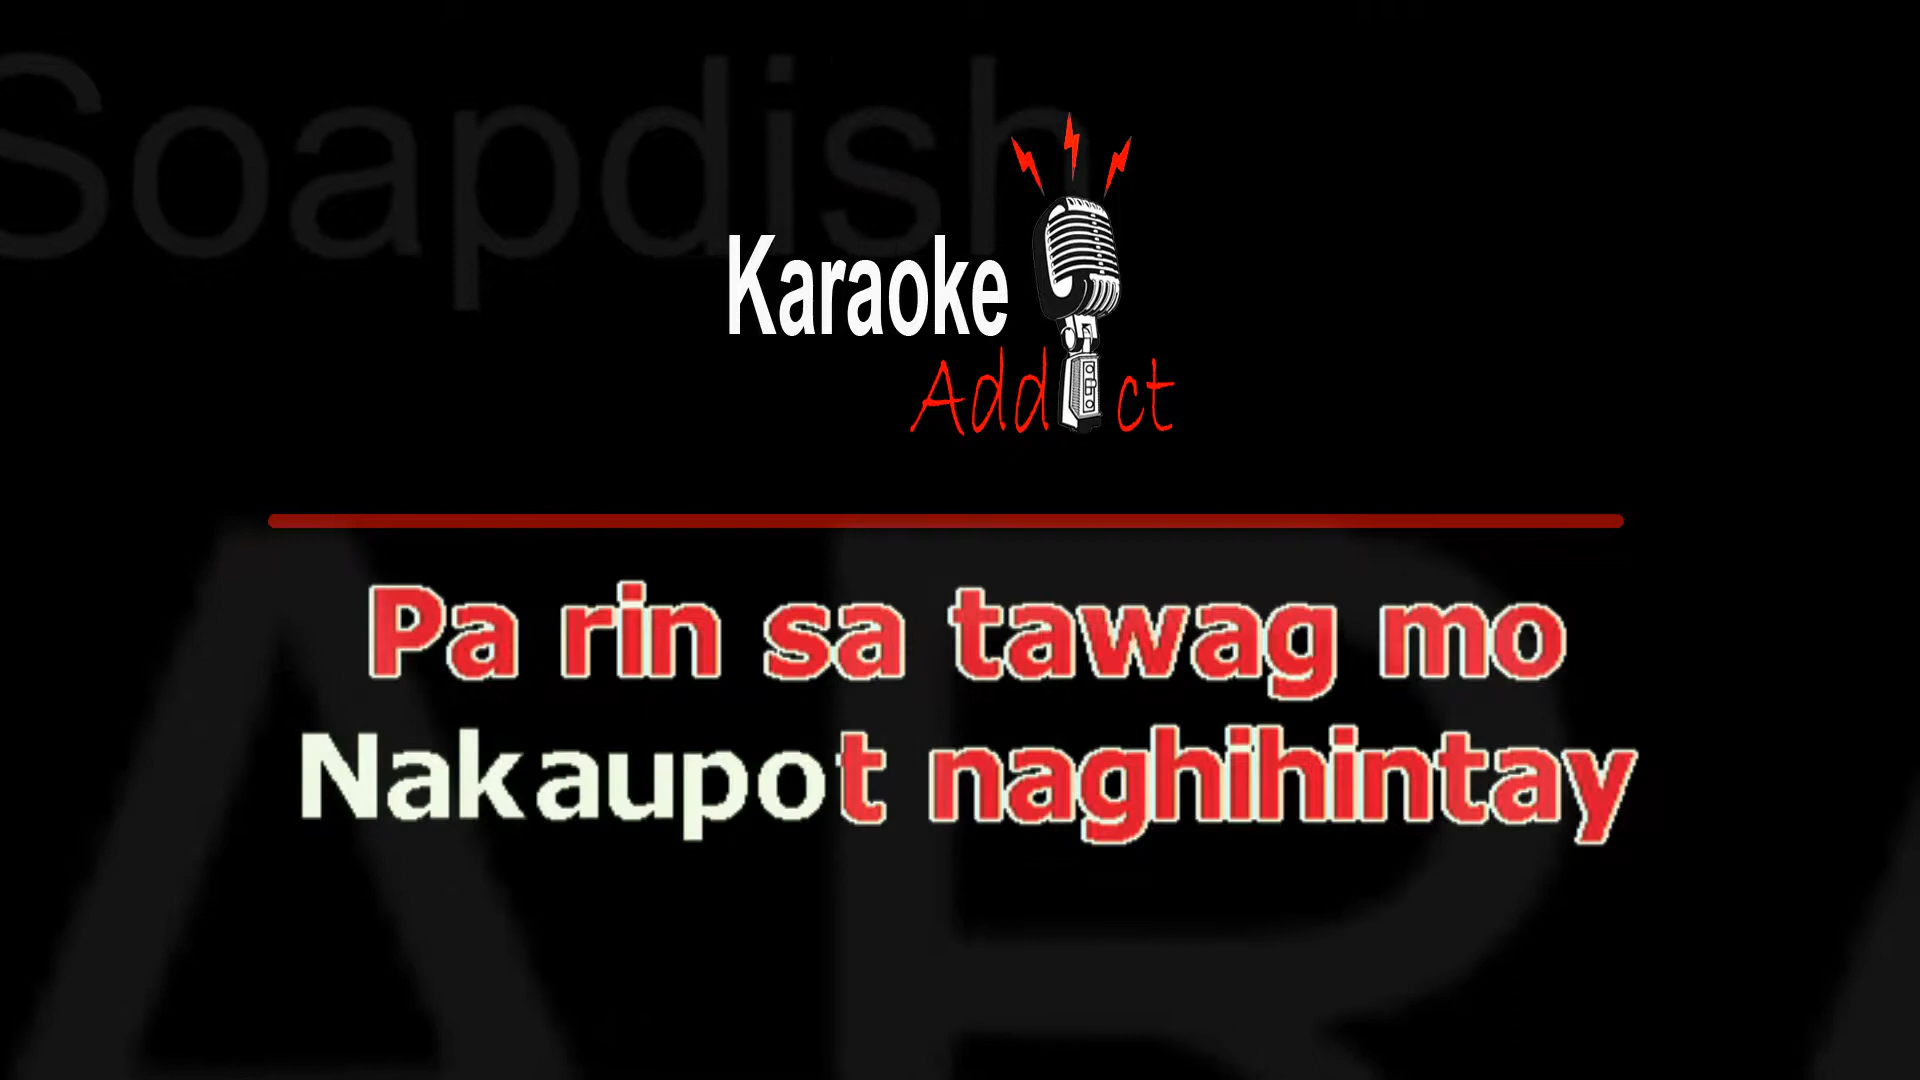 Soapdish
Karaoke
Addict
Pa rin sa tawag mo
Nakaupot naghihintay